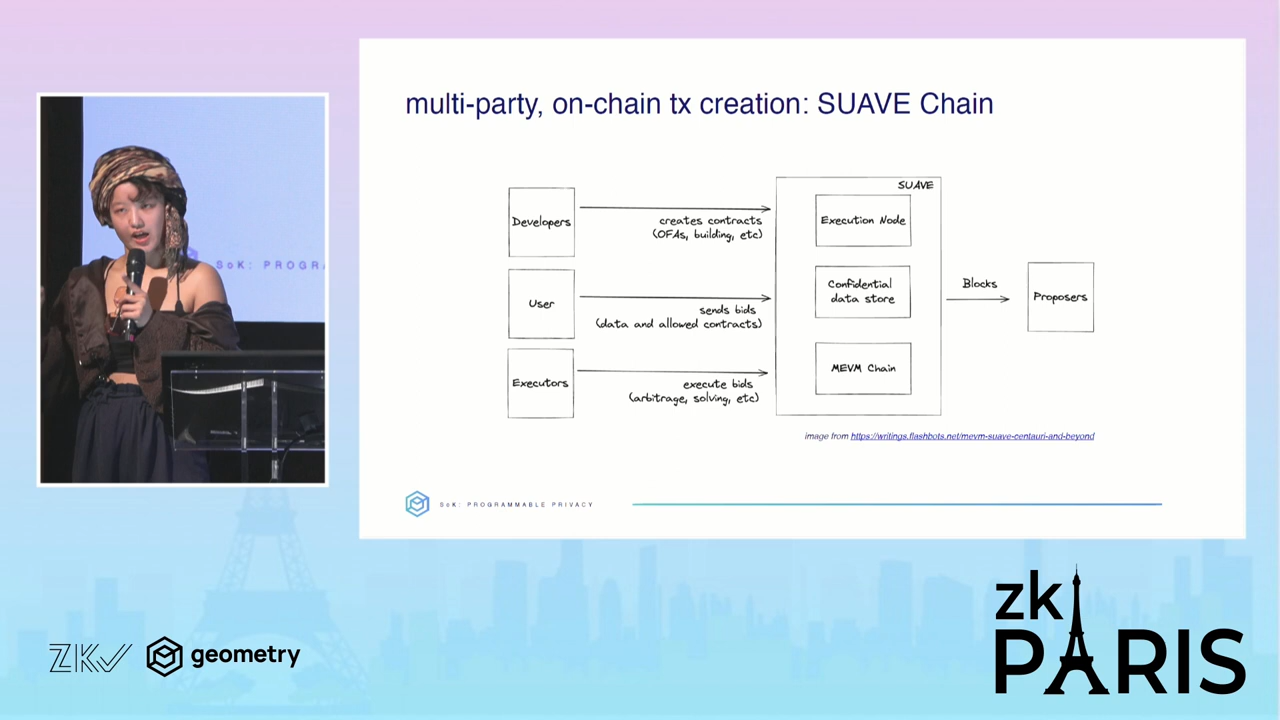 multi-party, on-chain tx creation: SUAVE Chain
SUAVE
Developers
creates contracts
(OFAs, building, etc)
Execution Node
User
sends bids
(data and allowed contracts)
Confidential
data store
Blocks
Proposers
Executors
execute bids
(arbitrage, solving, etc)
MEVM Chain
image from https://writings.flashbots.net/mevm-suave-centauri-and-beyond
SoK: PROGRAMMABLE PRIVACY
SoK: PROGRA
ZKV
geometry
zk
PARIS